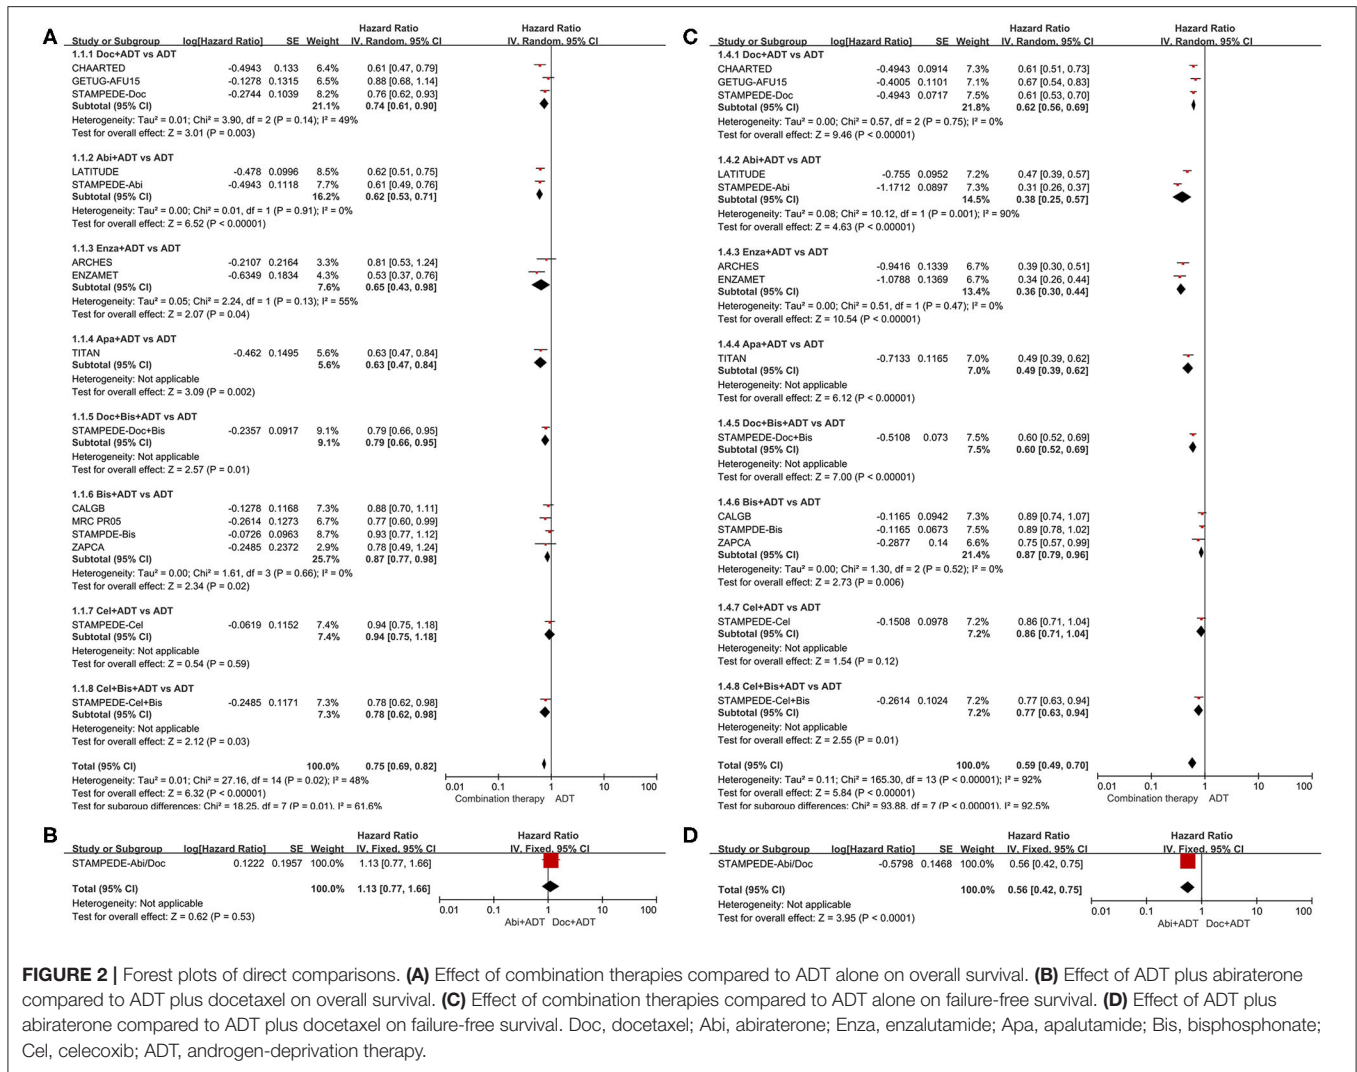 A
Hazard Ratio Hazard Ratio
Study or Subgroup log[Hazard Ratio] SE Weight IV. Random. 95% CI IV. Random. 95% CI
1.1.1 Doc+ADT vs ADT
CHAARTED -0.4943 0.133 6.4% 0.61 [0.47, 0.79]
GETUG-AFU15 -0.1278 0.1315 6.5% 0.88 [0.68, 1.14]
STAMPEDE-Doc -0.2744 0.1039 8.2% 0.76 [0.62, 0.93]
Subtotal (95% CI) 21.1% 0.74 [0.61, 0.90]
Heterogeneity: Tau² = 0.01; Chi² = 3.90, df = 2 (P = 0.14); I² = 49%
Test for overall effect: Z = 3.01 (P = 0.003)
1.1.2 Abi+ADT vs ADT
LATITUDE -0.478 0.0996 8.5% 0.62 [0.51, 0.75]
STAMPEDE-Abi -0.4943 0.1118 7.7% 0.61 [0.49, 0.76]
Subtotal (95% CI) 16.2% 0.62 [0.53, 0.71]
Heterogeneity: Tau² = 0.00; Chi² = 0.01, df = 1 (P = 0.91); I² = 0%
Test for overall effect: Z = 6.52 (P < 0.00001)
1.1.3 Enza+ADT vs ADT
ARCHES -0.2107 0.2164 3.3% 0.81 [0.53, 1.24]
ENZAMET -0.6349 0.1834 4.3% 0.53 [0.37, 0.76]
Subtotal (95% CI) 7.6% 0.65 [0.43, 0.98]
Heterogeneity: Tau² = 0.05; Chi² = 2.24, df = 1 (P = 0.13); I² = 55%
Test for overall effect: Z = 2.07 (P = 0.04)
1.1.4 Apa+ADT vs ADT
TITAN -0.462 0.1495 5.6% 0.63 [0.47, 0.84]
Subtotal (95% CI) 5.6% 0.63 [0.47, 0.84]
Heterogeneity: Not applicable
Test for overall effect: Z = 3.09 (P = 0.002)
1.1.5 Doc+Bis+ADT vs ADT
STAMPEDE-Doc+Bis -0.2357 0.0917 9.1% 0.79 [0.66, 0.95]
Subtotal (95% CI) 9.1% 0.79 [0.66, 0.95]
Heterogeneity: Not applicable
Test for overall effect: Z = 2.57 (P = 0.01)
1.1.6 Bis+ADT vs ADT
CALGB -0.1278 0.1168 7.3% 0.88 [0.70, 1.11]
MRC PR05 -0.2614 0.1273 6.7% 0.77 [0.60, 0.99]
STAMPDE-Bis -0.0726 0.0963 8.7% 0.93 [0.77, 1.12]
ZAPCA -0.2485 0.2372 2.9% 0.78 [0.49, 1.24]
Subtotal (95% CI) 25.7% 0.87 [0.77, 0.98]
Heterogeneity: Tau² = 0.00; Chi² = 1.61, df = 3 (P = 0.66); I² = 0%
Test for overall effect: Z = 2.34 (P = 0.02)
1.1.7 Cel+ADT vs ADT
STAMPEDE-Cel -0.0619 0.1152 7.4% 0.94 [0.75, 1.18]
Subtotal (95% CI) 7.4% 0.94 [0.75, 1.18]
Heterogeneity: Not applicable
Test for overall effect: Z = 0.54 (P = 0.59)
1.1.8 Cel+Bis+ADT vs ADT
STAMPEDE-Cel+Bis -0.2485 0.1171 7.3% 0.78 [0.62, 0.98]
Subtotal (95% CI) 7.3% 0.78 [0.62, 0.98]
Heterogeneity: Not applicable
Test for overall effect: Z = 2.12 (P = 0.03)
Total (95% CI) 100.0% 0.75 [0.69, 0.82]
Heterogeneity: Tau² = 0.01; Chi² = 27.16, df = 14 (P = 0.02); I² = 48%
Test for overall effect: Z = 6.32 (P < 0.00001)
Test for subgroup differences: Chi² = 18.25. df = 7 (P = 0.01). I² = 61.6%
0.01 0.1 1 10 100
Combination therapy ADT
C
Hazard Ratio Hazard Ratio
Study or Subgroup log[Hazard Ratio] SE Weight IV. Random. 95% CI IV. Random. 95% CI
1.4.1 Doc+ADT vs ADT
CHAARTED -0.4943 0.0914 7.3% 0.61 [0.51, 0.73]
GETUG-AFU15 -0.4005 0.1101 7.1% 0.67 [0.54, 0.83]
STAMPEDE-Doc -0.4943 0.0717 7.5% 0.61 [0.53, 0.70]
Subtotal (95% CI) 21.8% 0.62 [0.56, 0.69]
Heterogeneity: Tau² = 0.00; Chi² = 0.57, df = 2 (P = 0.75); I² = 0%
Test for overall effect: Z = 9.46 (P < 0.00001)
1.4.2 Abi+ADT vs ADT
LATITUDE -0.755 0.0952 7.2% 0.47 [0.39, 0.57]
STAMPEDE-Abi -1.1712 0.0897 7.3% 0.31 [0.26, 0.37]
Subtotal (95% CI) 14.5% 0.38 [0.25, 0.57]
Heterogeneity: Tau² = 0.08; Chi² = 10.12, df = 1 (P = 0.001); I² = 90%
Test for overall effect: Z = 4.63 (P < 0.00001)
1.4.3 Enza+ADT vs ADT
ARCHES -0.9416 0.1339 6.7% 0.39 [0.30, 0.51]
ENZAMET -1.0788 0.1369 6.7% 0.34 [0.26, 0.44]
Subtotal (95% CI) 13.4% 0.36 [0.30, 0.44]
Heterogeneity: Tau² = 0.00; Chi² = 0.51, df = 1 (P = 0.47); I² = 0%
Test for overall effect: Z = 10.54 (P < 0.00001)
1.4.4 Apa+ADT vs ADT
TITAN -0.7133 0.1165 7.0% 0.49 [0.39, 0.62]
Subtotal (95% CI) 7.0% 0.49 [0.39, 0.62]
Heterogeneity: Not applicable
Test for overall effect: Z = 6.12 (P < 0.00001)
1.4.5 Doc+Bis+ADT vs ADT
STAMPEDE-Doc+Bis -0.5108 0.073 7.5% 0.60 [0.52, 0.69]
Subtotal (95% CI) 7.5% 0.60 [0.52, 0.69]
Heterogeneity: Not applicable
Test for overall effect: Z = 7.00 (P < 0.00001)
1.4.6 Bis+ADT vs ADT
CALGB -0.1165 0.0942 7.3% 0.89 [0.74, 1.07]
STAMPDE-Bis -0.1165 0.0673 7.5% 0.89 [0.78, 1.02]
ZAPCA -0.2877 0.14 6.6% 0.75 [0.57, 0.99]
Subtotal (95% CI) 21.4% 0.87 [0.79, 0.96]
Heterogeneity: Tau² = 0.00; Chi² = 1.30, df = 2 (P = 0.52); I² = 0%
Test for overall effect: Z = 2.73 (P = 0.006)
1.4.7 Cel+ADT vs ADT
STAMPEDE-Cel -0.1508 0.0978 7.2% 0.86 [0.71, 1.04]
Subtotal (95% CI) 7.2% 0.86 [0.71, 1.04]
Heterogeneity: Not applicable
Test for overall effect: Z = 1.54 (P = 0.12)
1.4.8 Cel+Bis+ADT vs ADT
STAMPEDE-Cel+Bis -0.2614 0.1024 7.2% 0.77 [0.63, 0.94]
Subtotal (95% CI) 7.2% 0.77 [0.63, 0.94]
Heterogeneity: Not applicable
Test for overall effect: Z = 2.55 (P = 0.01)
Total (95% CI) 100.0% 0.59 [0.49, 0.70]
Heterogeneity: Tau² = 0.11; Chi² = 165.30, df = 13 (P < 0.00001); I² = 92%
Test for overall effect: Z = 5.84 (P < 0.00001)
Test for subgroup differences: Chi² = 93.88. df = 7 (P < 0.00001). I² = 92.5%
0.01 0.1 1 10 100
Combination therapy ADT
B
Hazard Ratio Hazard Ratio
Study or Subgroup log[Hazard Ratio] SE Weight IV. Fixed. 95% CI IV. Fixed. 95% CI
STAMPEDE-Abi/Doc 0.1222 0.1957 100.0% 1.13 [0.77, 1.66]
Total (95% CI) 100.0% 1.13 [0.77, 1.66]
Heterogeneity: Not applicable
Test for overall effect: Z = 0.62 (P = 0.53)
0.01 0.1 1 10 100
Abi+ADT Doc+ADT
D
Hazard Ratio Hazard Ratio
Study or Subgroup log[Hazard Ratio] SE Weight IV. Fixed. 95% CI IV. Fixed. 95% CI
STAMPEDE-Abi/Doc -0.5798 0.1468 100.0% 0.56 [0.42, 0.75]
Total (95% CI) 100.0% 0.56 [0.42, 0.75]
Heterogeneity: Not applicable
Test for overall effect: Z = 3.95 (P < 0.0001)
0.01 0.1 1 10 100
Abi+ADT Doc+ADT
FIGURE 2 | Forest plots of direct comparisons. (A) Effect of combination therapies compared to ADT alone on overall survival. (B) Effect of ADT plus abiraterone
compared to ADT plus docetaxel on overall survival. (C) Effect of combination therapies compared to ADT alone on failure-free survival. (D) Effect of ADT plus
abiraterone compared to ADT plus docetaxel on failure-free survival. Doc, docetaxel; Abi, abiraterone; Enza, enzalutamide; Apa, apalutamide; Bis, bisphosphonate;
Cel, celecoxib; ADT, androgen-deprivation therapy.